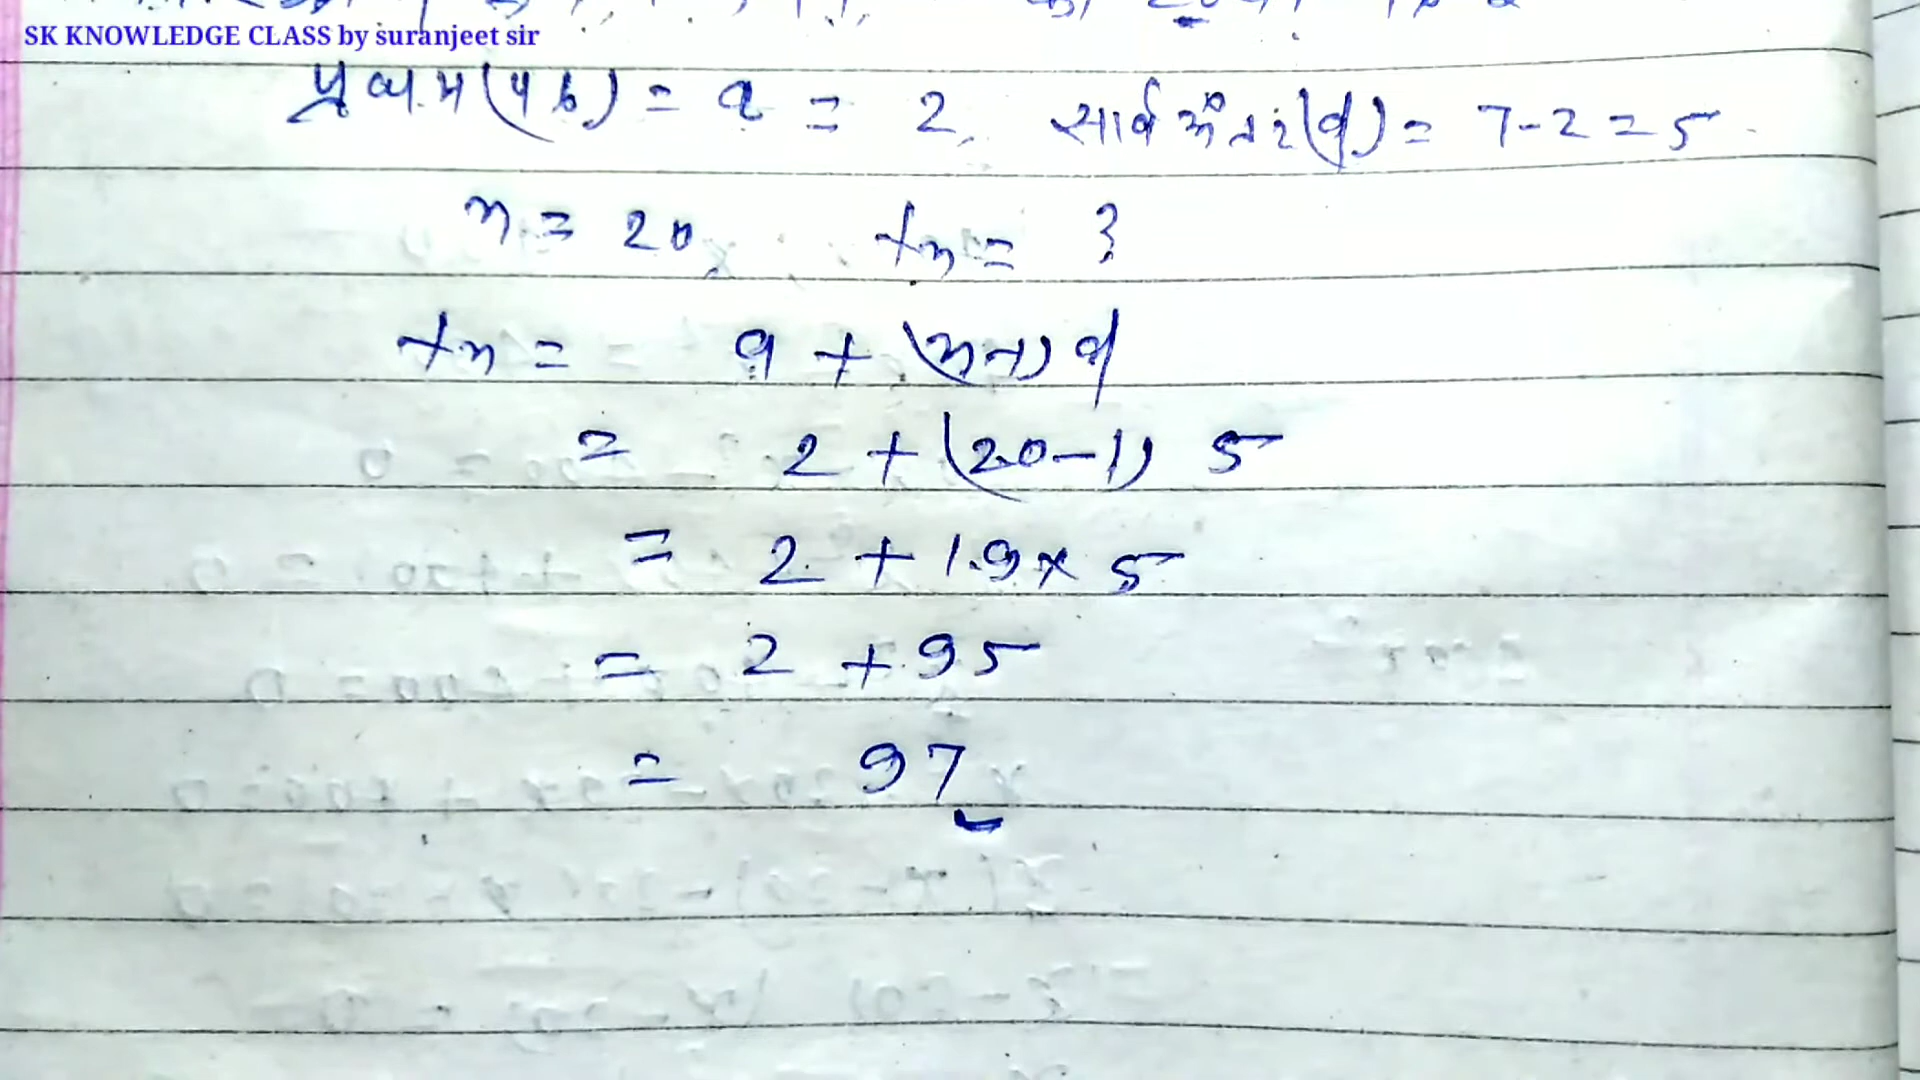 SK KNOWLEDGE CLASS by suranjeet sir
प्रथम (पद) = a = 2, सार्व अंतर (d) = 7-2 = 5
n = 20, tn = ?
tn = a + (n-1) d
= 2 + (20-1) 5
= 2 + 19 x 5
= 2 + 95
= 97